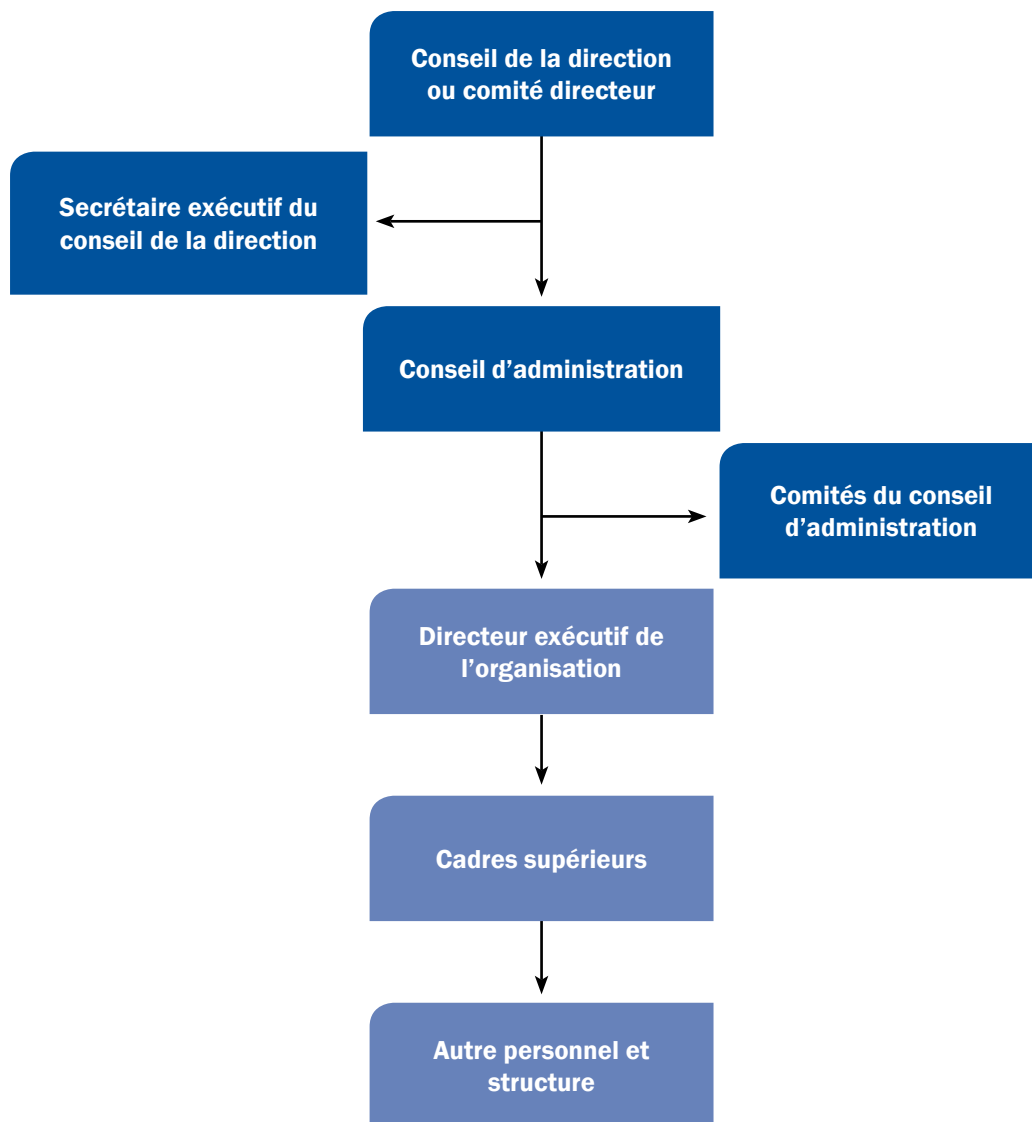 Conseil de la direction
ou comité directeur
Secrétaire exécutif du
conseil de la direction
Conseil d’administration
Comités du conseil
d’administration
Directeur exécutif de
l’organisation
Cadres supérieurs
Autre personnel et
structure